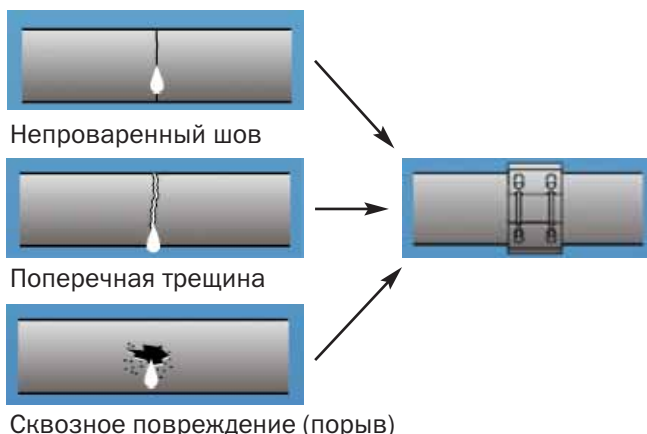 Непроваренный шов
Поперечная трещина
Сквозное повреждение (порыв)